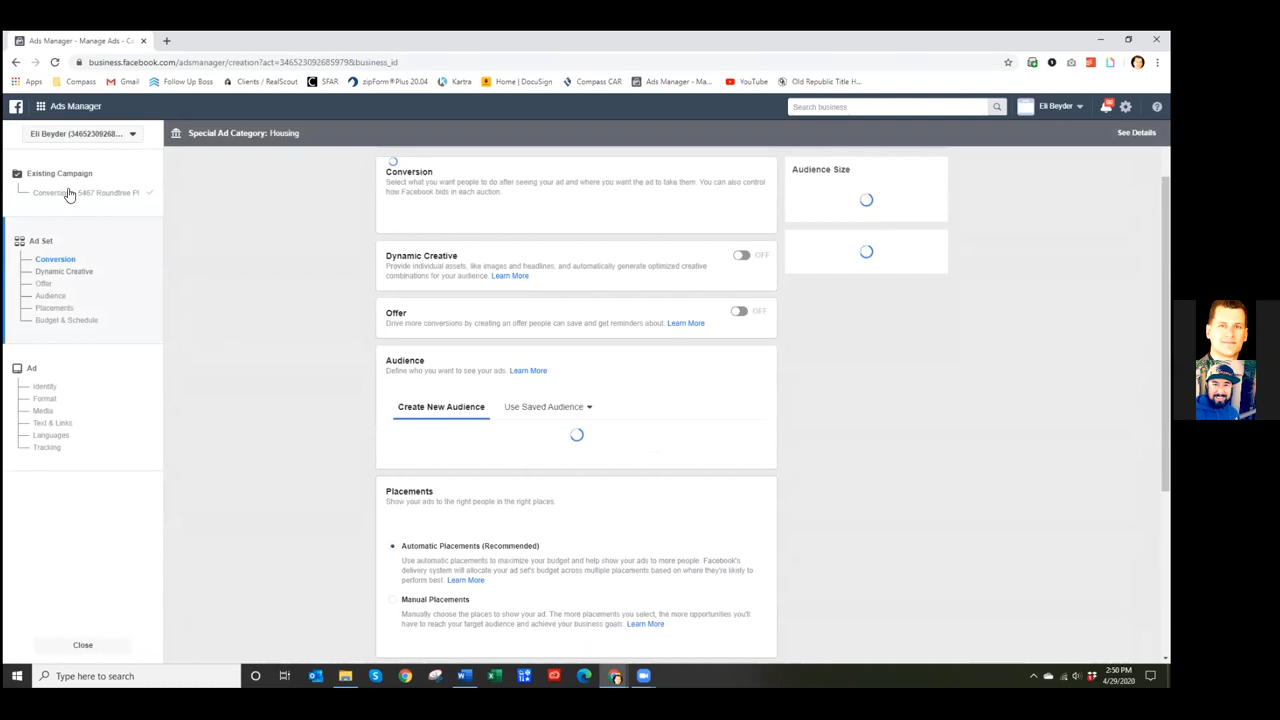 Ads Manager - Manage Ads - C
business.facebook.com/adsmanager/creation?act=346523092685979&business_id
Apps Compass Gmail Follow Up Boss Clients / RealScout SFAR zipForm®Plus 20.04 Kartra Home | DocuSign Compass CAR Ads Manager - Ma... YouTube Old Republic Title H...
Ads Manager
Search business
Eli Beyder
Eli Beyder (34652309268...
Special Ad Category: Housing
See Details
Existing Campaign
5467 Roundtree Pl
Ad Set
Conversion
Dynamic Creative
Offer
Audience
Placements
Budget & Schedule
Ad
Identity
Format
Media
Text & Links
Languages
Tracking
Close
Conversion
Select what you want people to do after seeing your ad and where you want the ad to take them. You can also control
how Facebook bids in each auction.
Dynamic Creative
OFF
Provide individual assets, like images and headlines, and automatically generate optimized creative
combinations for your audience. Learn More
Offer
OFF
Drive more conversions by creating an offer people can save and get reminders about. Learn More
Audience
Define who you want to see your ads. Learn More
Create New Audience Use Saved Audience
Placements
Show your ads to the right people in the right places.
Automatic Placements (Recommended)
Use automatic placements to maximize your budget and help show your ads to more people. Facebook's
delivery system will allocate your ad set's budget across multiple placements based on where they're likely to
perform best. Learn More
Manual Placements
Manually choose the places to show your ad. The more placements you select, the more opportunities you'll
have to reach your target audience and achieve your business goals. Learn More
Audience Size
Type here to search
2:50 PM
4/29/2020